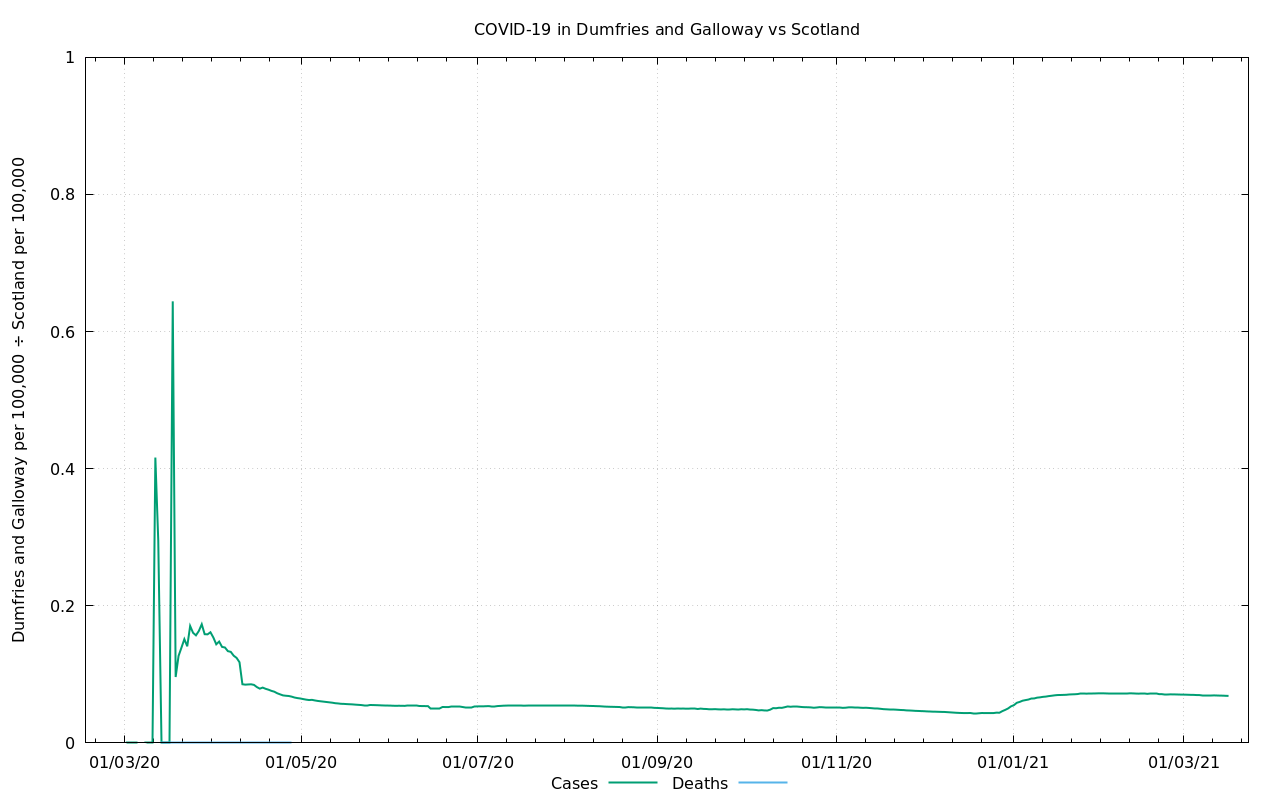 COVID-19 in Dumfries and Galloway vs Scotland
Dumfries and Galloway per 100,000 ÷ Scotland per 100,000
1
0.8
0.6
0.4
0.2
0
01/03/20 01/05/20 01/07/20 01/09/20 01/11/20 01/01/21 01/03/21
Cases Deaths